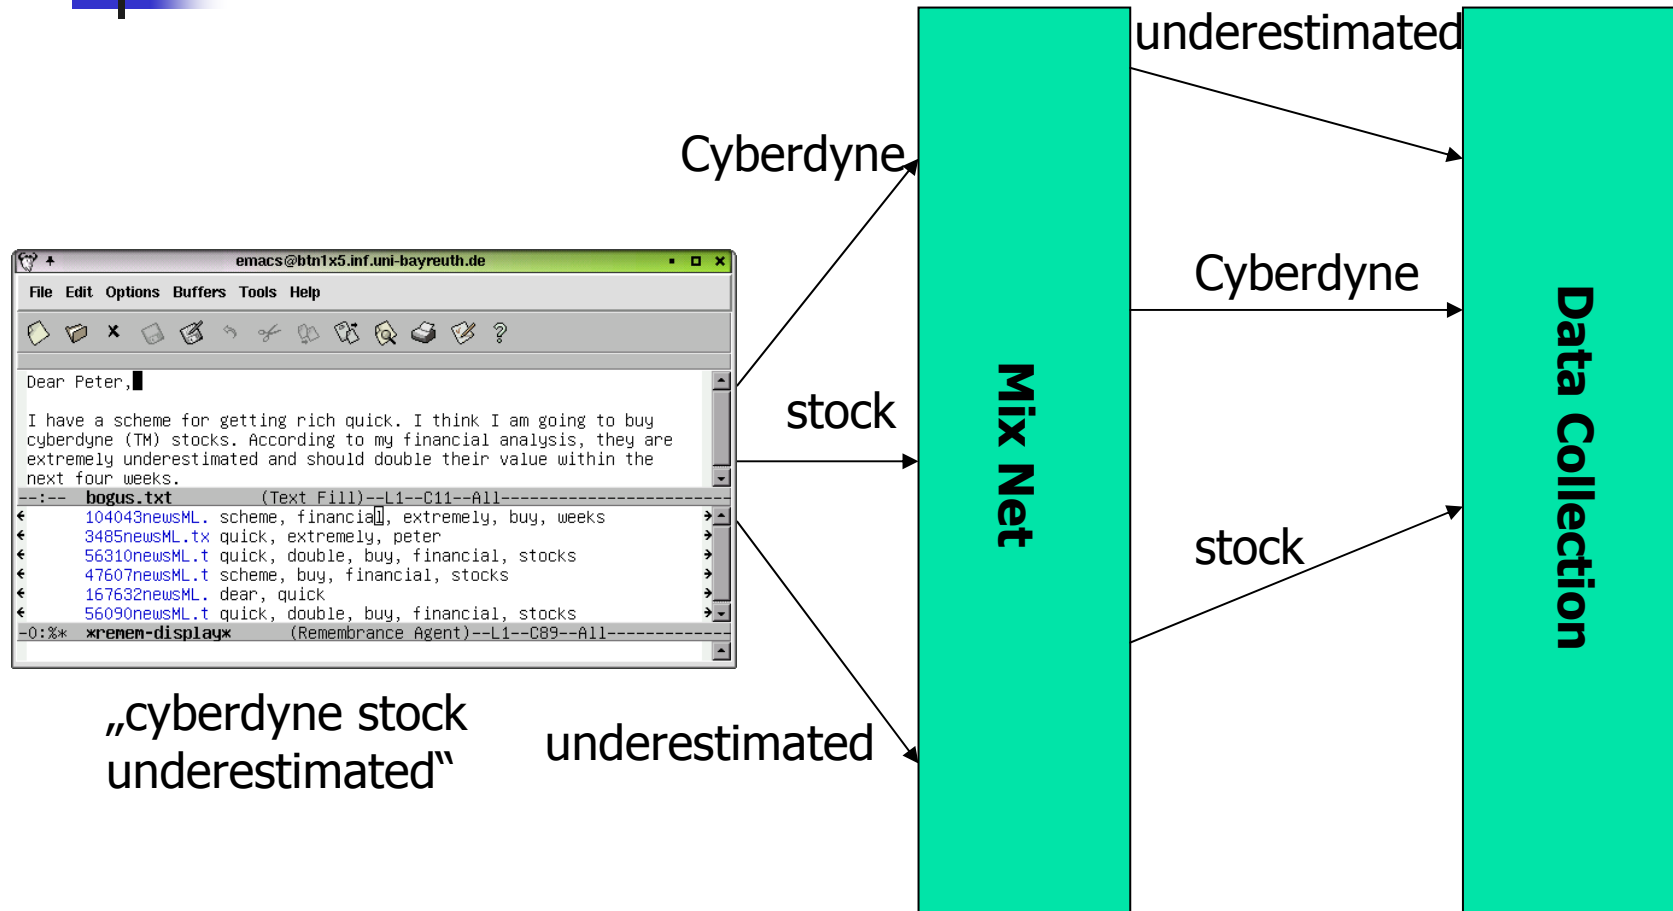 underestimated
Cyberdyne
emacs@btn1x5.inf.uni-bayreuth.de
File Edit Options Buffers Tools Help
Dear Peter,
I have a scheme for getting rich quick. I think I am going to buy
cyberdyne (TM) stocks. According to my financial analysis, they are
extremely underestimated and should double their value within the
next four weeks.
--:-- bogus.txt (Text Fill)--L1--C11--All------------------------
104043newsML. scheme, financial, extremely, buy, weeks
3485newsML.tx quick, extremely, peter
56310newsML.t quick, double, buy, financial, stocks
47607newsML.t scheme, buy, financial, stocks
167632newsML. dear, quick
56090newsML.t quick, double, buy, financial, stocks
-0:%* *remem-display* (Remembrance Agent)--L1--C89--All-------------
„cyberdyne stock
underestimated“
stock
underestimated
Mix Net
Cyberdyne
stock
Data Collection